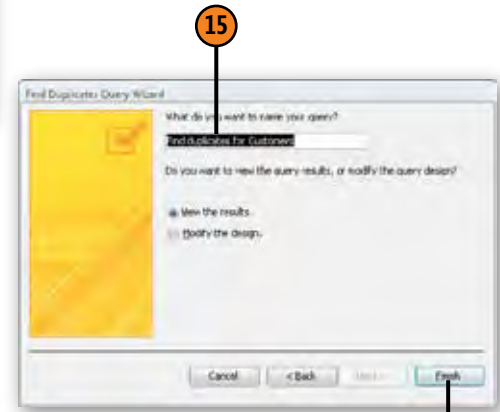 15
Find Duplicates Query Wizard
What do you want to name your query?
Find duplicates for Customers
Do you want to view the query results, or modify the query design?
View the results.
Modify the design.
Cancel
< Back
Next >
Finish